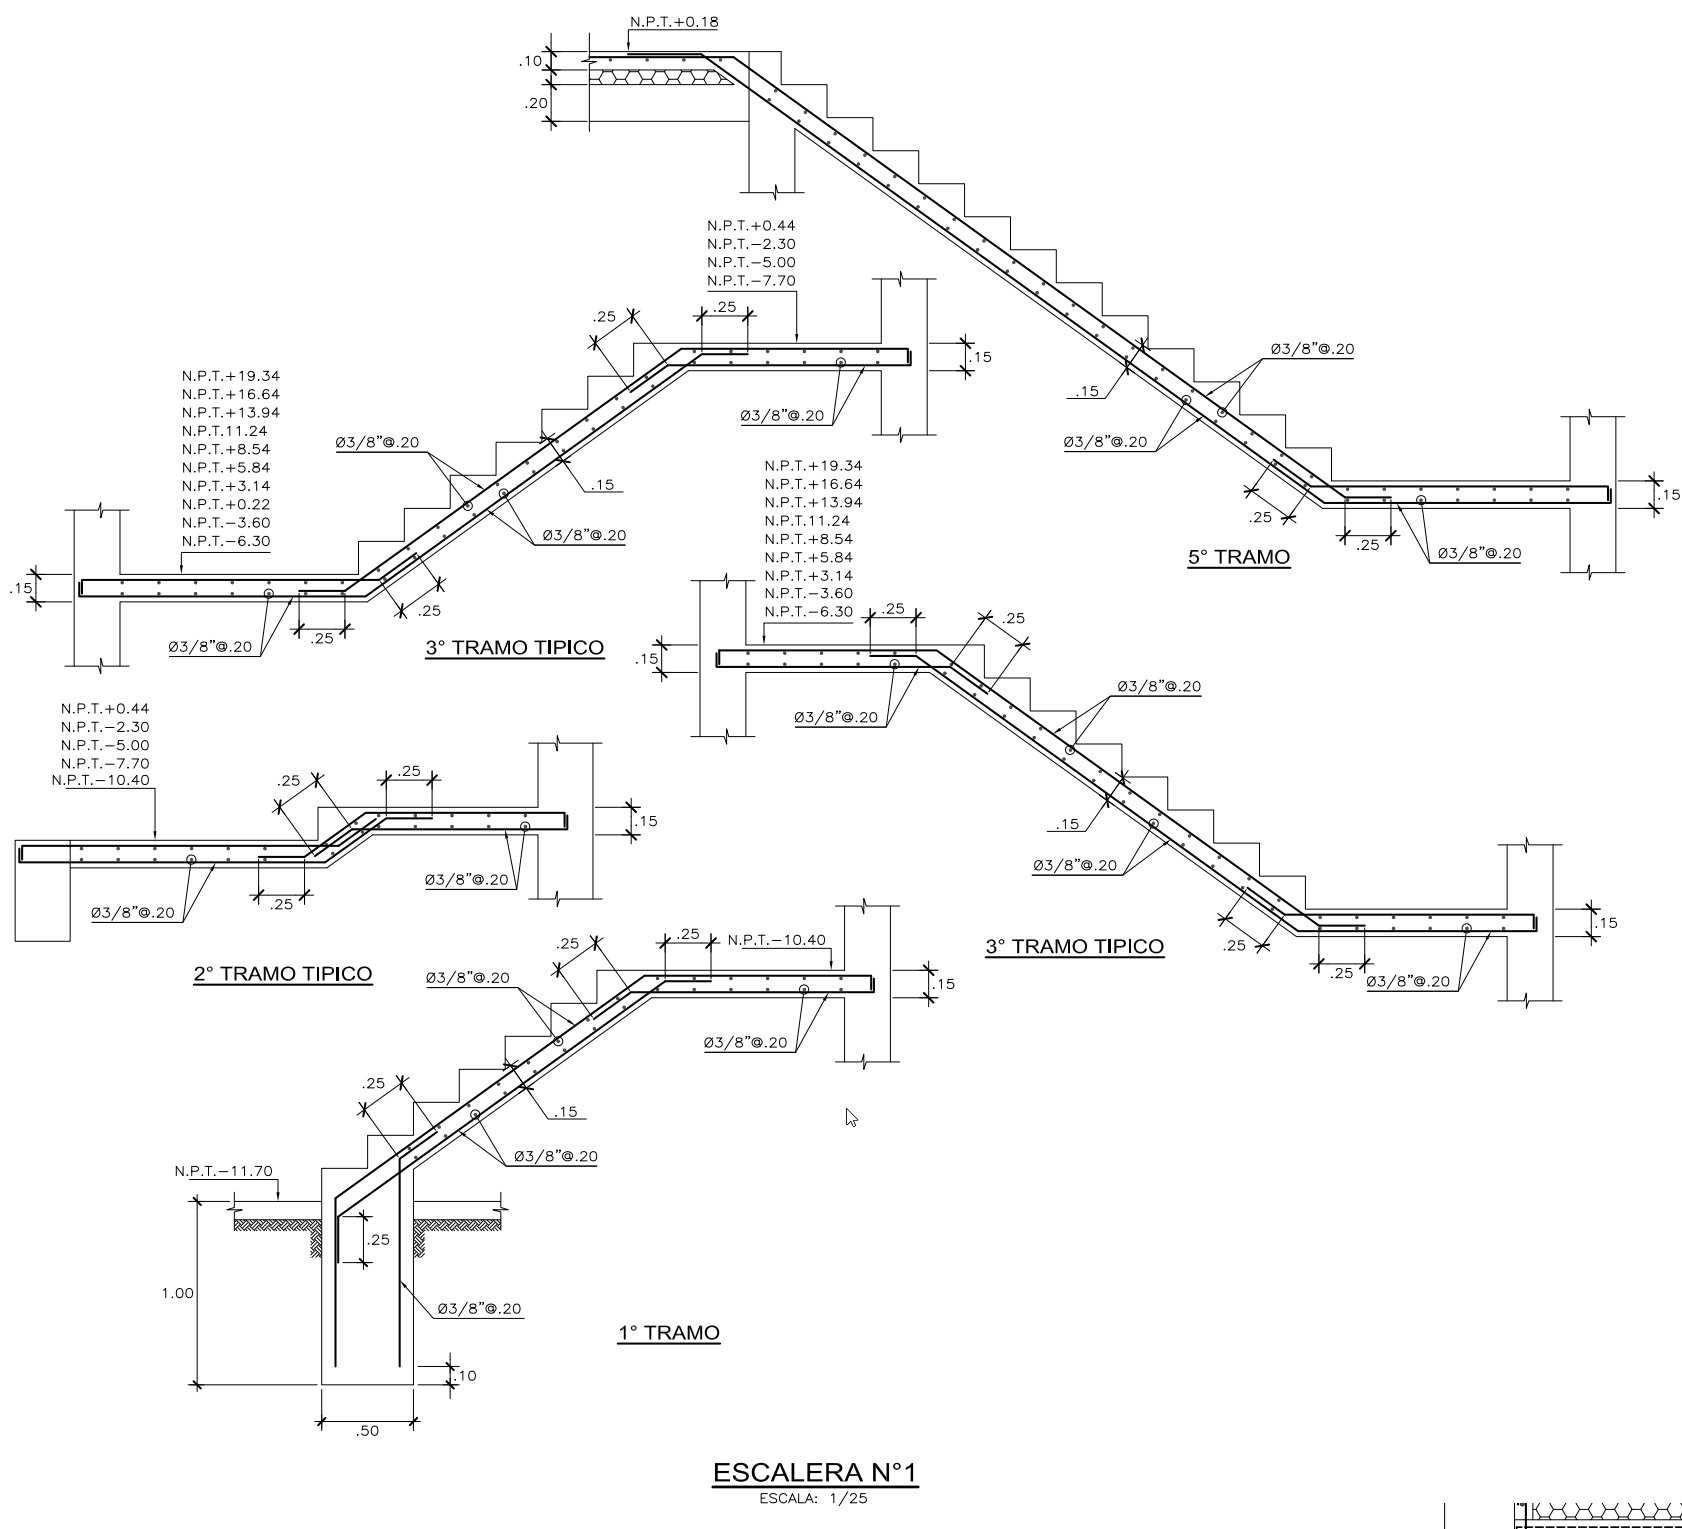 N.P.T.+0.18
.10
.20
Ø3/8"@.20
.15
Ø3/8"@.20
.25
.25
Ø3/8"@.20
.15
5° TRAMO
N.P.T.+0.44
N.P.T.-2.30
N.P.T.-5.00
N.P.T.-7.70
.25
.25
.15
Ø3/8"@.20
N.P.T.+19.34
N.P.T.+16.64
N.P.T.+13.94
N.P.T.11.24
N.P.T.+8.54
N.P.T.+5.84
N.P.T.+3.14
N.P.T.+0.22
N.P.T.-3.60
N.P.T.-6.30
Ø3/8"@.20
.15
Ø3/8"@.20
.15
.25
.25
Ø3/8"@.20
3° TRAMO TIPICO
N.P.T.+19.34
N.P.T.+16.64
N.P.T.+13.94
N.P.T.11.24
N.P.T.+8.54
N.P.T.+5.84
N.P.T.+3.14
N.P.T.-3.60
N.P.T.-6.30
.25
.25
.15
Ø3/8"@.20
Ø3/8"@.20
.15
Ø3/8"@.20
.25
.25
.15
Ø3/8"@.20
3° TRAMO TIPICO
N.P.T.+0.44
N.P.T.-2.30
N.P.T.-5.00
N.P.T.-7.70
N.P.T.-10.40
.25
.25
.15
Ø3/8"@.20
Ø3/8"@.20
.25
2° TRAMO TIPICO
.25
.25
N.P.T.-10.40
Ø3/8"@.20
.15
Ø3/8"@.20
.25
.15
Ø3/8"@.20
N.P.T.-11.70
.25
1.00
Ø3/8"@.20
1° TRAMO
.10
.50
ESCALERA N°1
ESCALA: 1/25